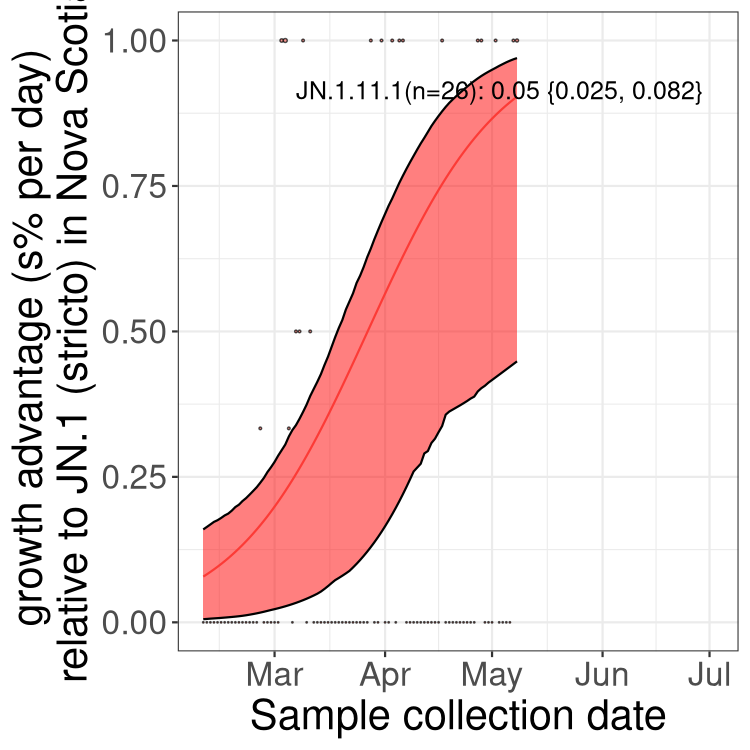 growth advantage (s% per day)
relative to JN.1 (stricto) in Nova Scotia
1.00
0.75
0.50
0.25
0.00
JN.1.11.1(n=26): 0.05 {0.025, 0.082}
Mar Apr May Jun Jul
Sample collection date